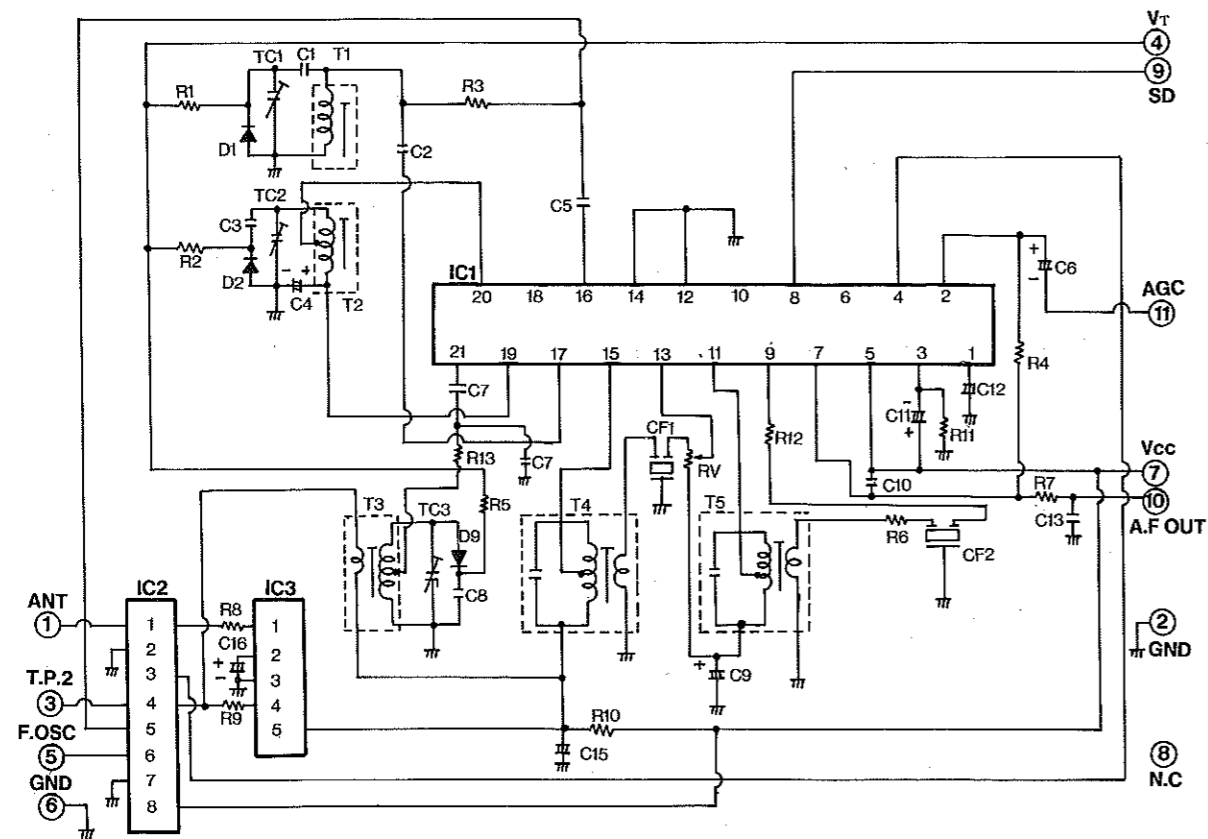 VT
4
9
SD
TC1 C1 T1
R1
D1
R3
C2
TC2
C3
R2
D2
- +
C4
T2
C5
IC1
20 18 16 14 12 10 8 6 4 2
21 19 17 15 13 11 9 7 5 3 1
+
C6
-
AGC
11
R4
C7
C12
-
C11
+
R11
R12
CF1
RV
R13
C7
R5
Vcc
7
C10
R7
10
A.F OUT
C13
T3
TC3
D9
C8
T4
T5
R6
CF2
IC2
IC3
ANT
1
R8
C16
+
-
T.P.2
3
R9
F.OSC
5
GND
6
1
2
3
4
5
6
7
8
1
2
3
4
5
+
C9
R10
C15
2
GND
8
N.C